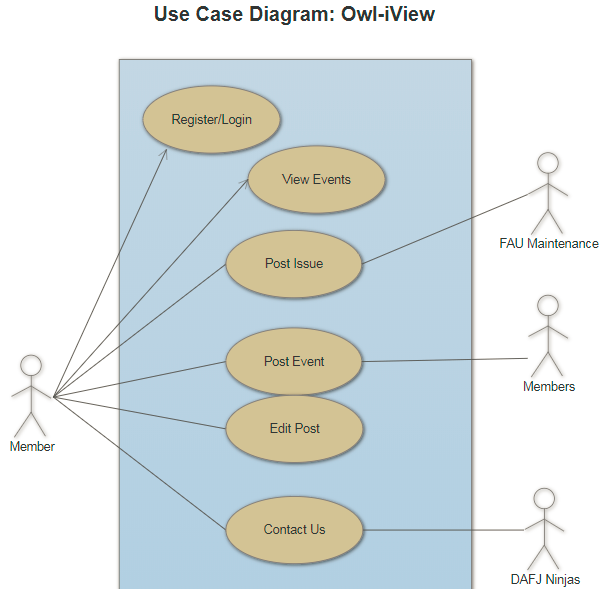 Use Case Diagram: Owl-iView
Register/Login
View Events
Post Issue
FAU Maintenance
Post Event
Members
Edit Post
Member
Contact Us
DAFJ Ninjas